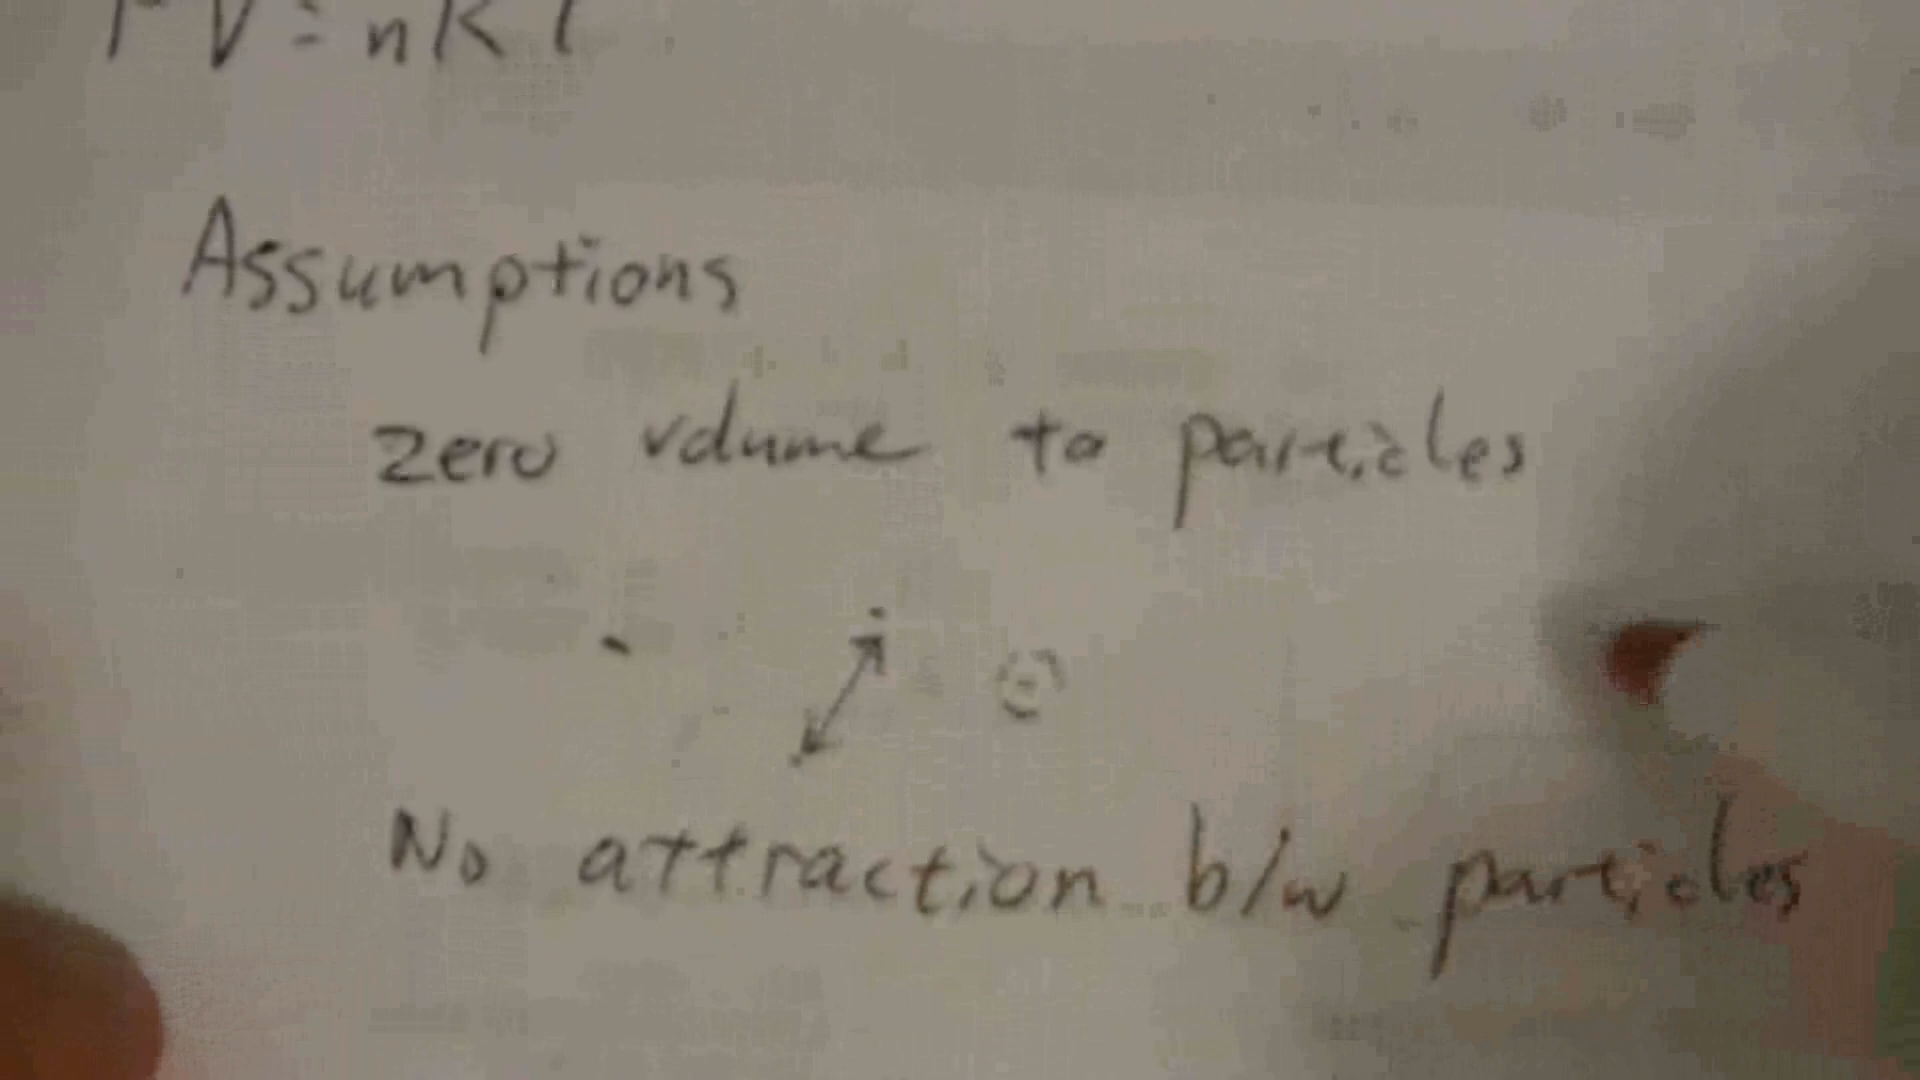 PV = nRT
Assumptions
zero volume to particles
No attraction b/w particles